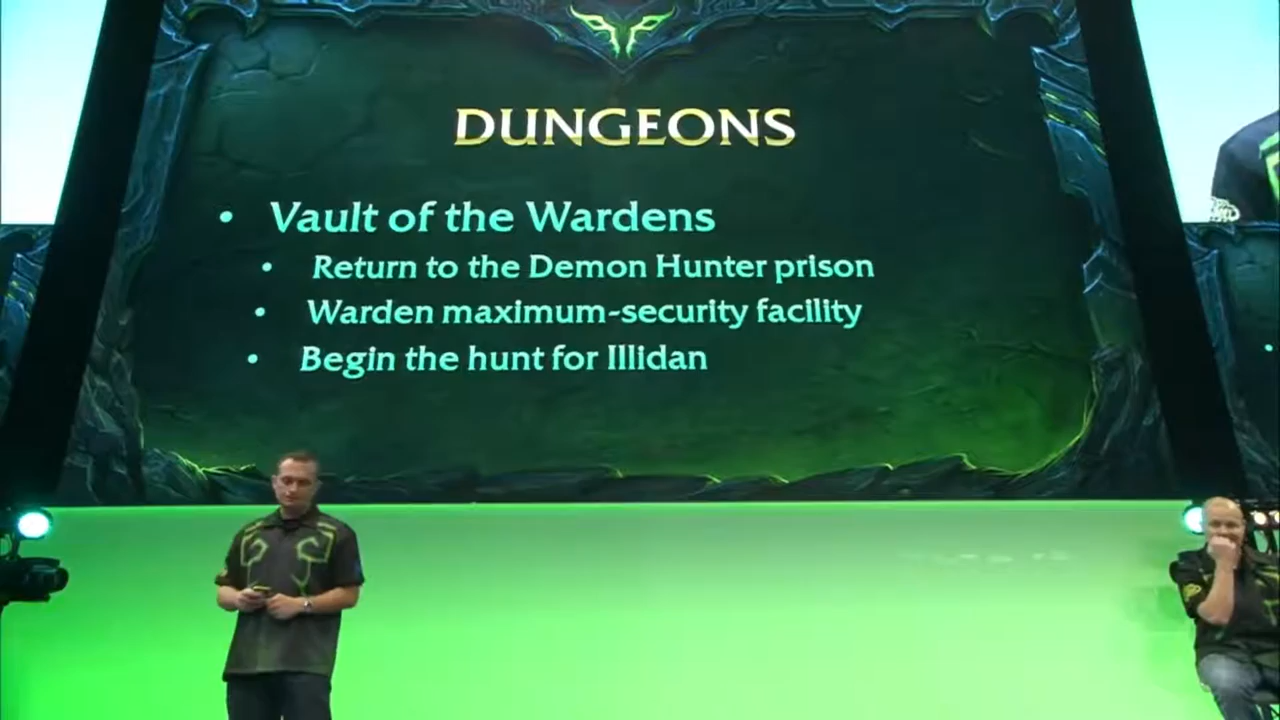 DUNGEONS
• Vault of the Wardens
• Return to the Demon Hunter prison
• Warden maximum-security facility
• Begin the hunt for Illidan